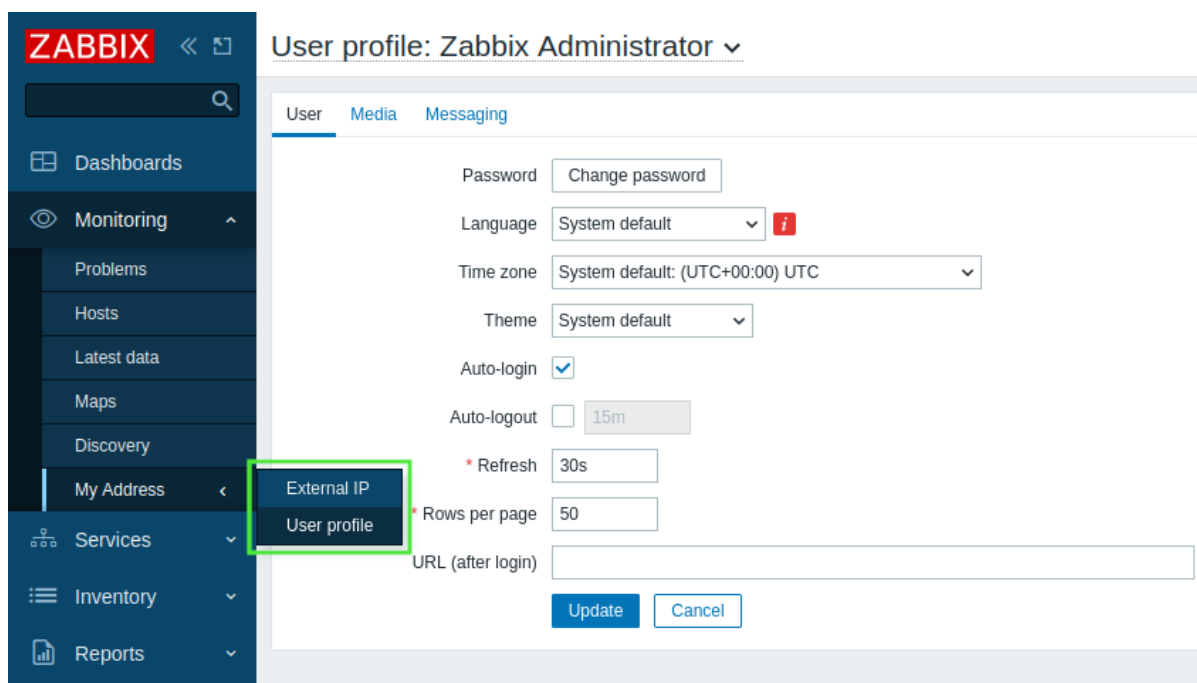 ZABBIX
Dashboards
Monitoring
Problems
Hosts
Latest data
Maps
Discovery
My Address
External IP
User profile
Services
Inventory
Reports
User profile: Zabbix Administrator
User Media Messaging
Password Change password
Language System default i
Time zone System default: (UTC+00:00) UTC
Theme System default
Auto-login
Auto-logout 15m
* Refresh 30s
* Rows per page 50
URL (after login)
Update Cancel